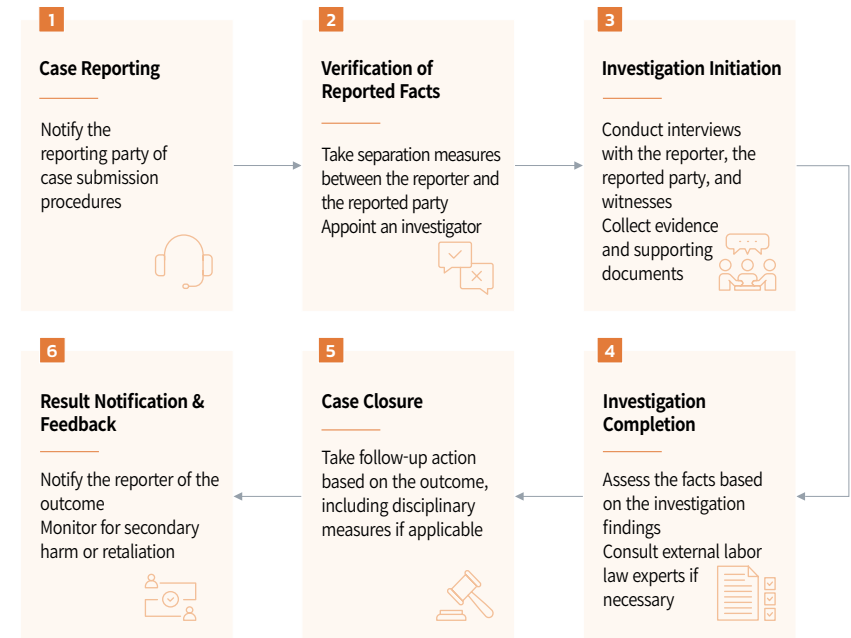 1
Case Reporting
Notify the
reporting party of
case submission
procedures
2
Verification of
Reported Facts
Take separation measures
between the reporter and
the reported party
Appoint an investigator
3
Investigation Initiation
Conduct interviews
with the reporter, the
reported party, and
witnesses
Collect evidence
and supporting
documents
4
Investigation
Completion
Assess the facts based
on the investigation
findings
Consult external labor
law experts if
necessary
5
Case Closure
Take follow-up action
based on the outcome,
including disciplinary
measures if applicable
6
Result Notification &
Feedback
Notify the reporter of the
outcome
Monitor for secondary
harm or retaliation